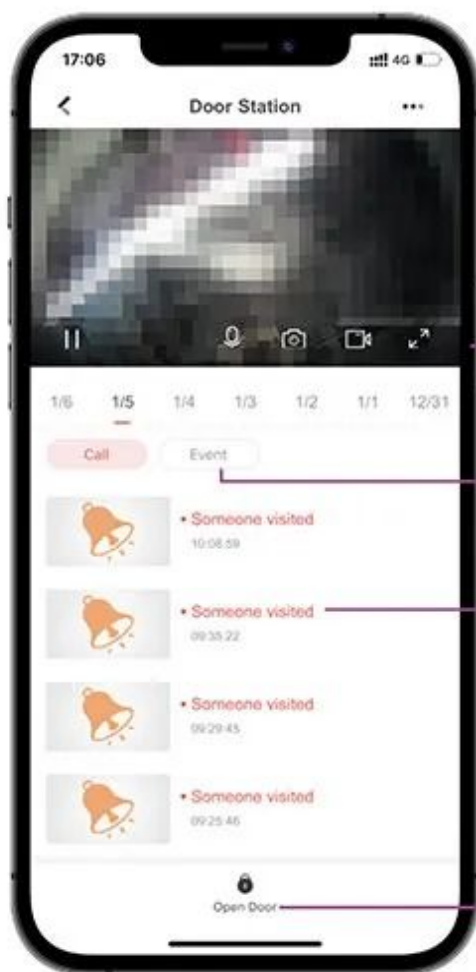 17:06
4G
Door Station
1/6 1/5 1/4 1/3 1/2 1/1 12/31
Call Event
• Someone visited
10:08:59
• Someone visited
09:38:22
• Someone visited
09:29:45
• Someone visited
09:25:46
Open Door